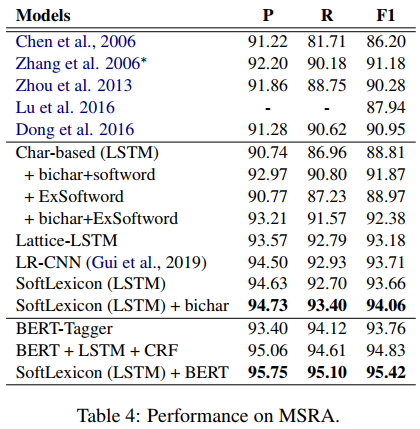 Models P R F1
Chen et al., 2006 91.22 81.71 86.20
Zhang et al. 2006* 92.20 90.18 91.18
Zhou et al. 2013 91.86 88.75 90.28
Lu et al. 2016 - - 87.94
Dong et al. 2016 91.28 90.62 90.95
Char-based (LSTM) 90.74 86.96 88.81
+ bichar+softword 92.97 90.80 91.87
+ ExSoftword 90.77 87.23 88.97
+ bichar+ExSoftword 93.21 91.57 92.38
Lattice-LSTM 93.57 92.79 93.18
LR-CNN (Gui et al., 2019) 94.50 92.93 93.71
SoftLexicon (LSTM) 94.63 92.70 93.66
SoftLexicon (LSTM) + bichar 94.73 93.40 94.06
BERT-Tagger 93.40 94.12 93.76
BERT + LSTM + CRF 95.06 94.61 94.83
SoftLexicon (LSTM) + BERT 95.75 95.10 95.42
Table 4: Performance on MSRA.